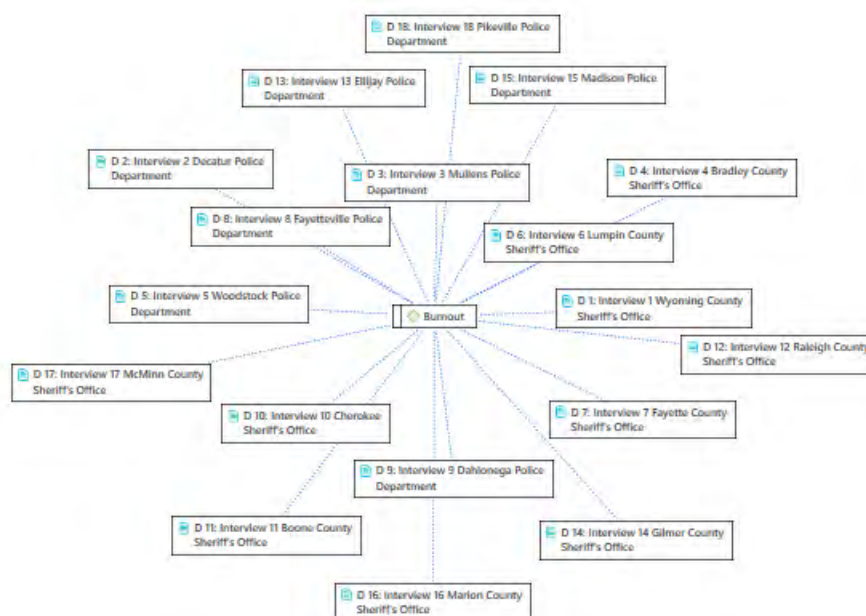 D 18: Interview 18 Pikeville Police
Department
D 13: Interview 13 Ellijay Police
Department
D 15: Interview 15 Madison Police
Department
D 2: Interview 2 Decatur Police
Department
D 3: Interview 3 Mullens Police
Department
D 4: Interview 4 Bradley County
Sheriff's Office
D 8: Interview 8 Fayetteville Police
Department
D 6: Interview 6 Lumpin County
Sheriff's Office
D 5: Interview 5 Woodstock Police
Department
Burnout
D 1: Interview 1 Wyoming County
Sheriff's Office
D 12: Interview 12 Raleigh County
Sheriff's Office
D 17: Interview 17 McMinn County
Sheriff's Office
D 10: Interview 10 Cherokee
Sheriff's Office
D 7: Interview 7 Fayette County
Sheriff's Office
D 9: Interview 9 Dahlonega Police
Department
D 11: Interview 11 Boone County
Sheriff's Office
D 14: Interview 14 Gilmer County
Sheriff's Office
D 16: Interview 16 Marion County
Sheriff's Office